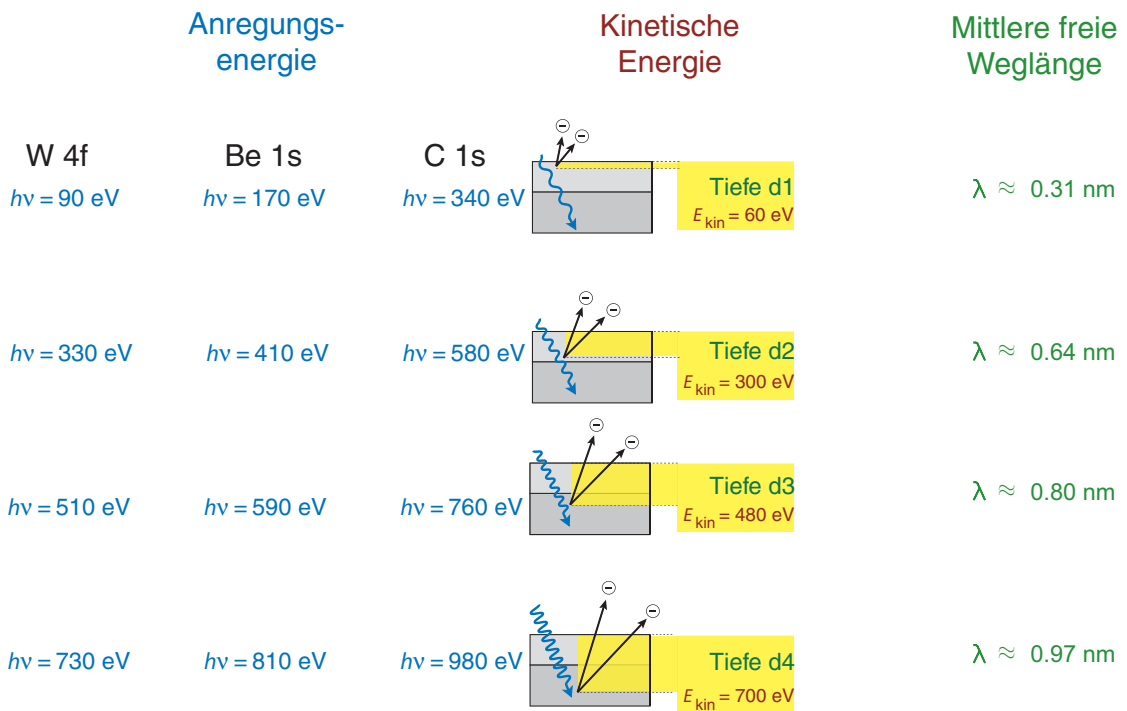 Anregungs-
energie
Kinetische
Energie
Mittlere freie
Weglänge
W 4f
Be 1s
C 1s
hν = 90 eV
hν = 170 eV
hν = 340 eV
Tiefe d1
E kin = 60 eV
λ ≈ 0.31 nm
hν = 330 eV
hν = 410 eV
hν = 580 eV
Tiefe d2
E kin = 300 eV
λ ≈ 0.64 nm
hν = 510 eV
hν = 590 eV
hν = 760 eV
Tiefe d3
E kin = 480 eV
λ ≈ 0.80 nm
hν = 730 eV
hν = 810 eV
hν = 980 eV
Tiefe d4
E kin = 700 eV
λ ≈ 0.97 nm